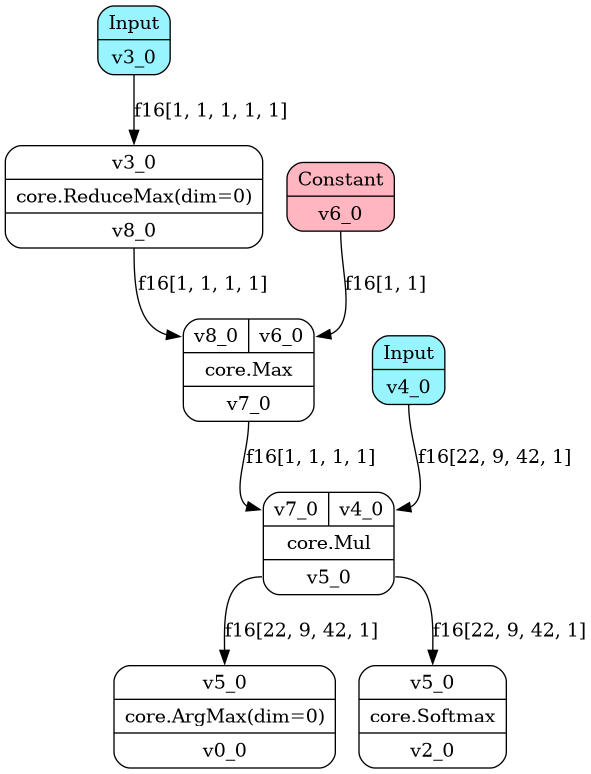 Input
v3_0
f16[1, 1, 1, 1, 1]
v3_0
core.ReduceMax(dim=0)
v8_0
Constant
v6_0
f16[1, 1, 1, 1]
f16[1, 1]
v8_0 v6_0
core.Max
v7_0
Input
v4_0
f16[1, 1, 1, 1]
f16[22, 9, 42, 1]
v7_0 v4_0
core.Mul
v5_0
f16[22, 9, 42, 1]
f16[22, 9, 42, 1]
v5_0
core.ArgMax(dim=0)
v0_0
v5_0
core.Softmax
v2_0